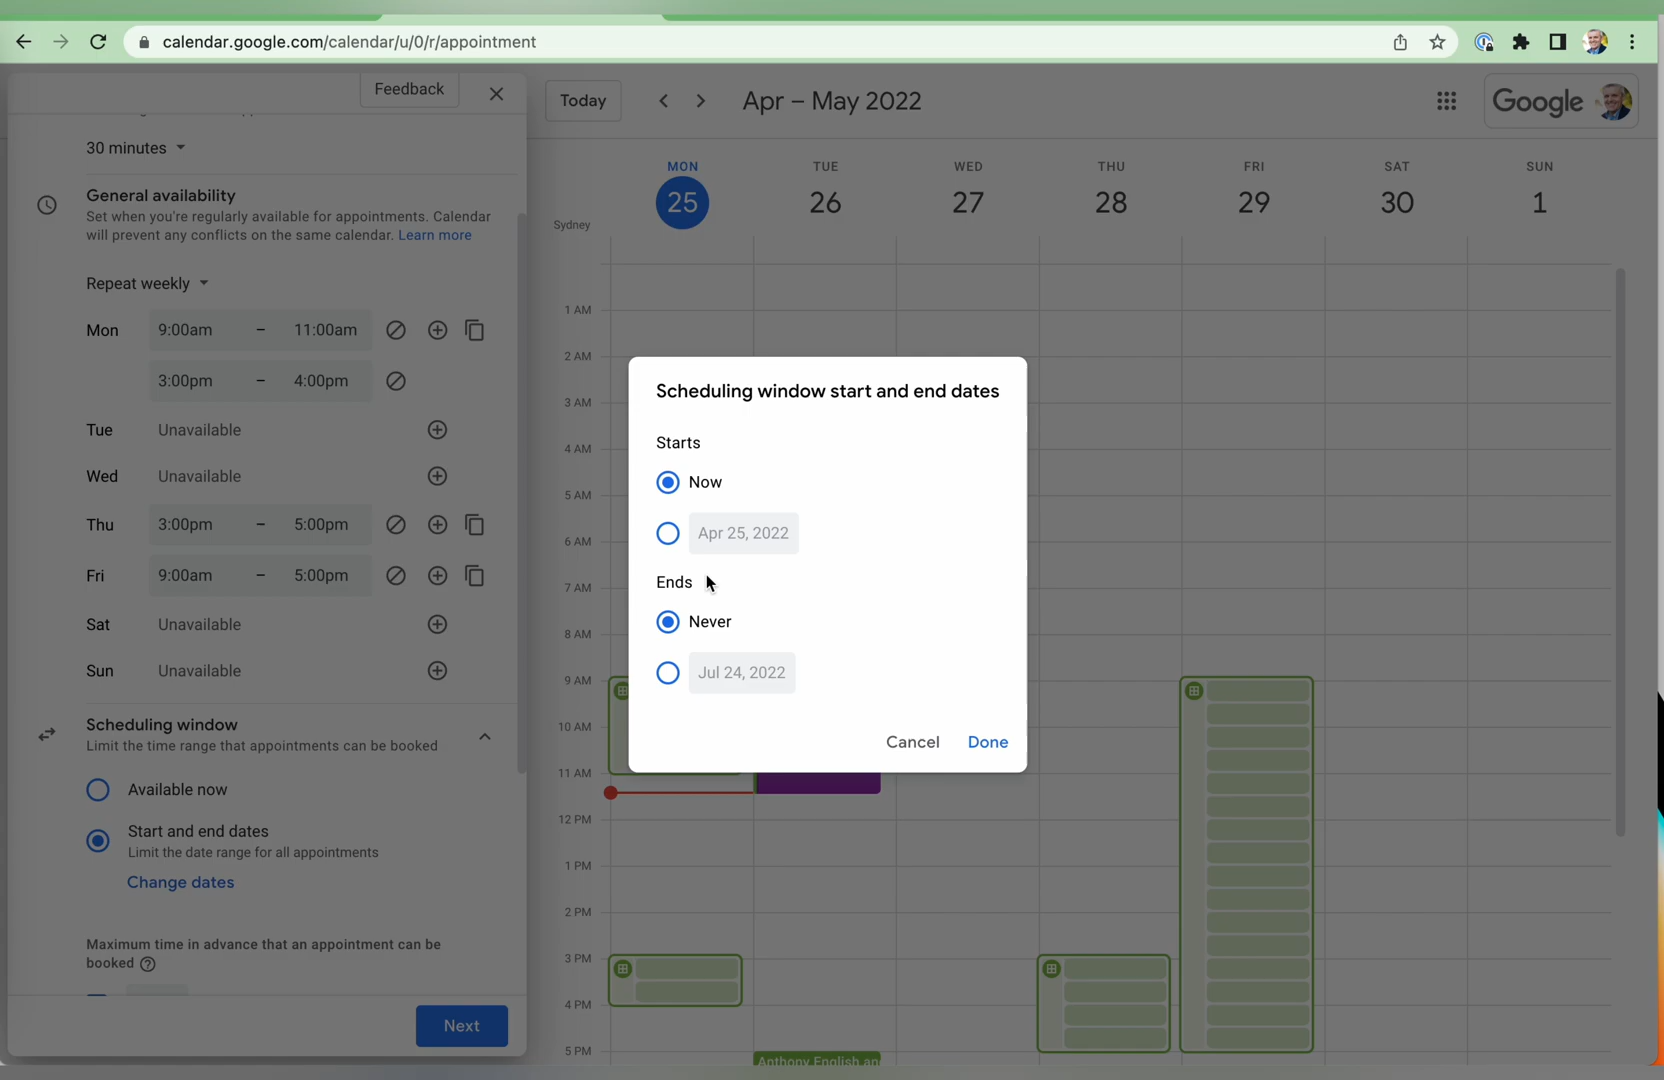 calendar.google.com/calendar/u/0/r/appointment
Feedback
30 minutes
General availability
Set when you're regularly available for appointments. Calendar
will prevent any conflicts on the same calendar. Learn more
Repeat weekly
Mon 9:00am – 11:00am
3:00pm – 4:00pm
Tue Unavailable
Wed Unavailable
Thu 3:00pm – 5:00pm
Fri 9:00am – 5:00pm
Sat Unavailable
Sun Unavailable
Scheduling window
Limit the time range that appointments can be booked
Available now
Start and end dates
Limit the date range for all appointments
Change dates
Maximum time in advance that an appointment can be
booked
Next
Today
Apr – May 2022
Google
MON TUE WED THU FRI SAT SUN
25 26 27 28 29 30 1
Sydney
1 AM
2 AM
3 AM
4 AM
5 AM
6 AM
7 AM
8 AM
9 AM
10 AM
11 AM
12 PM
1 PM
2 PM
3 PM
4 PM
5 PM
Anthony English an
Scheduling window start and end dates
Starts
Now
Apr 25, 2022
Ends
Never
Jul 24, 2022
Cancel Done